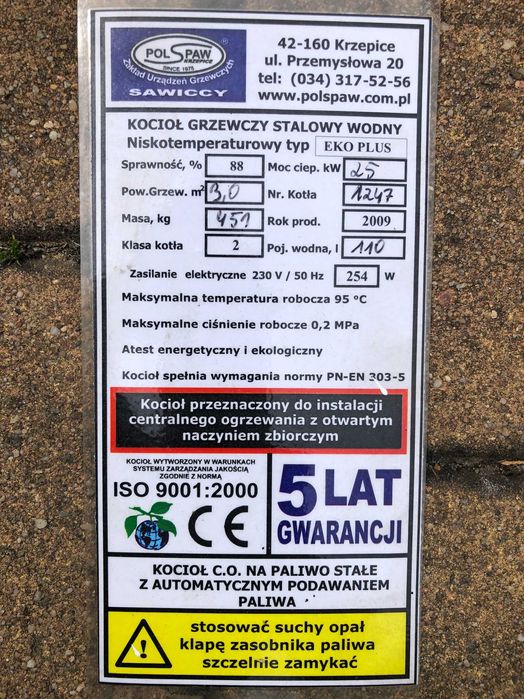 POLSPAW
KRZEPICE
SINCE 1975
Zakład Urządzeń Grzewczych
SAWICCY
42-160 Krzepice
ul. Przemysłowa 20
tel: (034) 317-52-56
www.polspaw.com.pl
KOCIOŁ GRZEWCZY STALOWY WODNY
Niskotemperaturowy typ EKO PLUS
Sprawność, % 88 Moc ciep. kW 25
Pow.Grzew. m² 3,0 Nr. Kotła 1247
Masa, kg 451 Rok prod. 2009
Klasa kotła 2 Poj. wodna, l 110
Zasilanie elektryczne 230 V / 50 Hz 254 W
Maksymalna temperatura robocza 95 °C
Maksymalne ciśnienie robocze 0,2 MPa
Atest energetyczny i ekologiczny
Kocioł spełnia wymagania normy PN-EN 303-5
Kocioł przeznaczony do instalacji
centralnego ogrzewania z otwartym
naczyniem zbiorczym
KOCIOŁ WYTWORZONY W WARUNKACH
SYSTEMU ZARZĄDZANIA JAKOŚCIĄ
ZGODNIE Z NORMĄ
ISO 9001:2000
CE
5 LAT
GWARANCJI
KOCIOŁ C.O. NA PALIWO STAŁE
Z AUTOMATYCZNYM PODAWANIEM
PALIWA
stosować suchy opał
klapę zasobnika paliwa
szczelnie zamykać